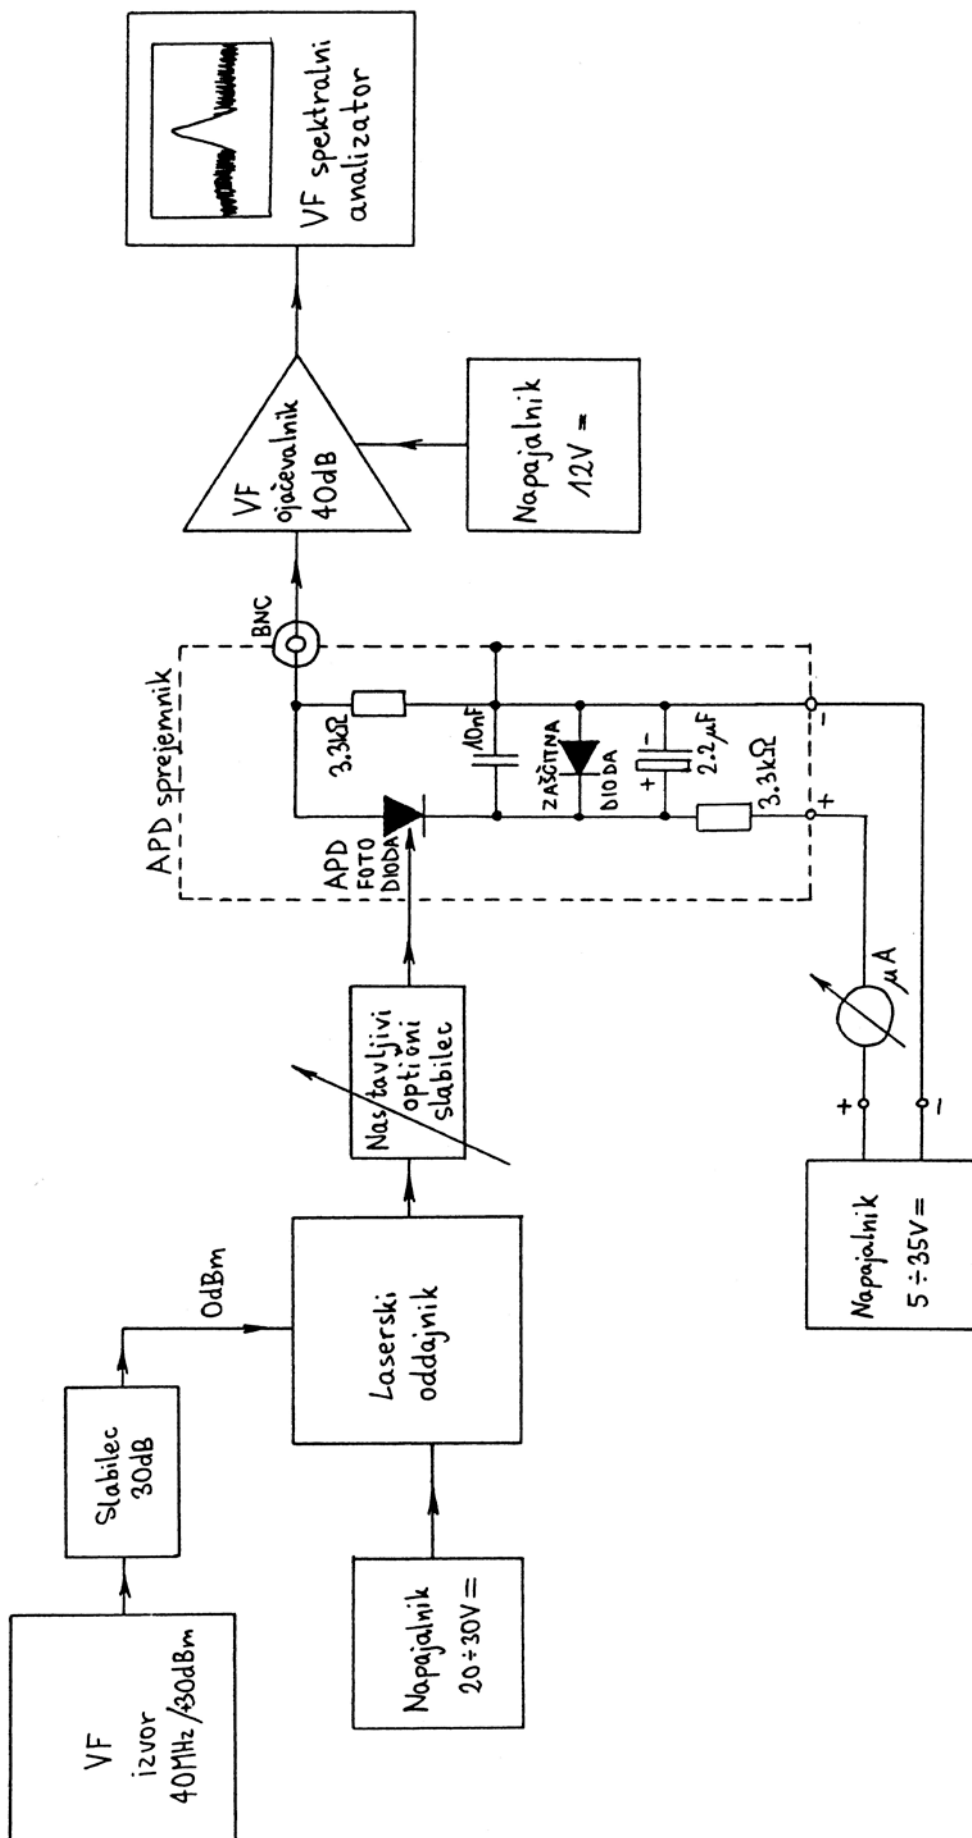 VF
izvor
40MHz/+30dBm
Slabilec
30dB
0dBm
Napajalnik
20÷30V=
Laserski
oddajnik
Nastavljivi
optični
slabilec
APD sprejemnik
APD
FOTO
DIODA
3.3kΩ
BNC
10nF
ZAŠČITNA
DIODA
+
-
2.2µF
3.3kΩ
+
-
µA
+
-
Napajalnik
5÷35V=
VF
ojačevalnik
40dB
Napajalnik
12V=
VF spektralni
analizator